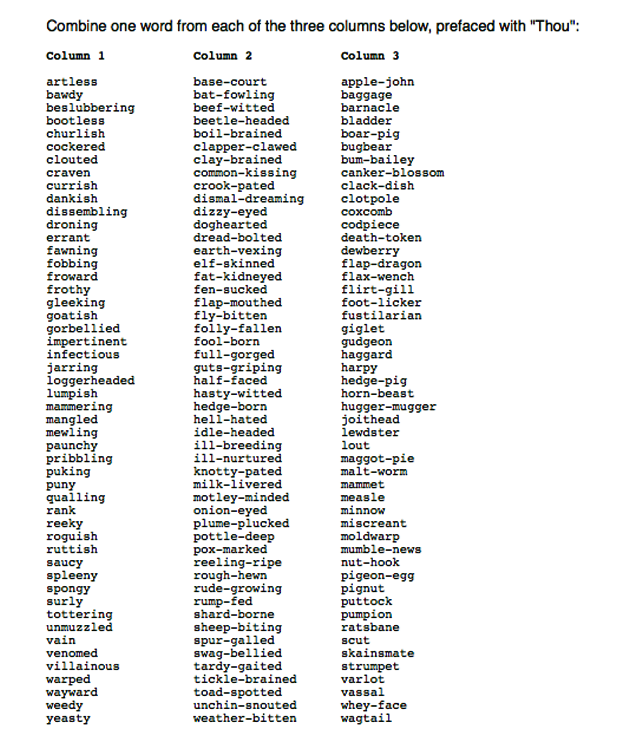 Combine one word from each of the three columns below, prefaced with "Thou":
Column 1 Column 2 Column 3
artless base-court apple-john
bawdy bat-fowling baggage
beslubbering beef-witted barnacle
bootless beetle-headed bladder
churlish boil-brained boar-pig
cockered clapper-clawed bugbear
clouted clay-brained bum-bailey
craven common-kissing canker-blossom
currish crook-pated clack-dish
dankish dismal-dreaming clotpole
dissembling dizzy-eyed coxcomb
droning doghearted codpiece
errant dread-bolted death-token
fawning earth-vexing dewberry
fobbing elf-skinned flap-dragon
froward fat-kidneyed flax-wench
frothy fen-sucked flirt-gill
gleeking flap-mouthed foot-licker
goatish fly-bitten fustilarian
gorbellied folly-fallen giglet
impertinent fool-born gudgeon
infectious full-gorged haggard
jarring guts-griping harpy
loggerheaded half-faced hedge-pig
lumpish hasty-witted horn-beast
mammering hedge-born hugger-mugger
mangled hell-hated joithead
mewling idle-headed lewdster
paunchy ill-breeding lout
pribbling ill-nurtured maggot-pie
puking knotty-pated malt-worm
puny milk-livered mammet
qualling motley-minded measle
rank onion-eyed minnow
reeky plume-plucked miscreant
roguish pottle-deep moldwarp
ruttish pox-marked mumble-news
saucy reeling-ripe nut-hook
spleeny rough-hewn pigeon-egg
spongy rude-growing pignut
surly rump-fed puttock
tottering shard-borne pumpion
unmuzzled sheep-biting ratsbane
vain spur-galled scut
venomed swag-bellied skainsmate
villainous tardy-gaited strumpet
warped tickle-brained varlot
wayward toad-spotted vassal
weedy unchin-snouted whey-face
yeasty weather-bitten wagtail